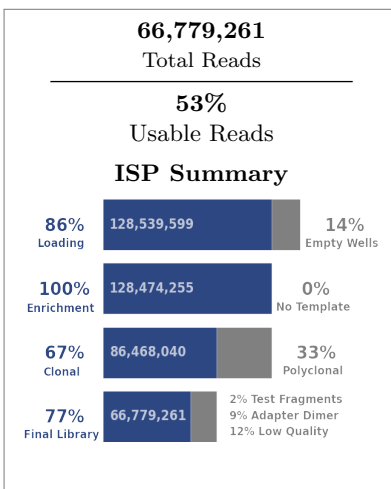 66,779,261
Total Reads
53%
Usable Reads
ISP Summary
86%
Loading
128,539,599
14%
Empty Wells
100%
Enrichment
128,474,255
0%
No Template
67%
Clonal
86,468,040
33%
Polyclonal
77%
Final Library
66,779,261
2% Test Fragments
9% Adapter Dimer
12% Low Quality